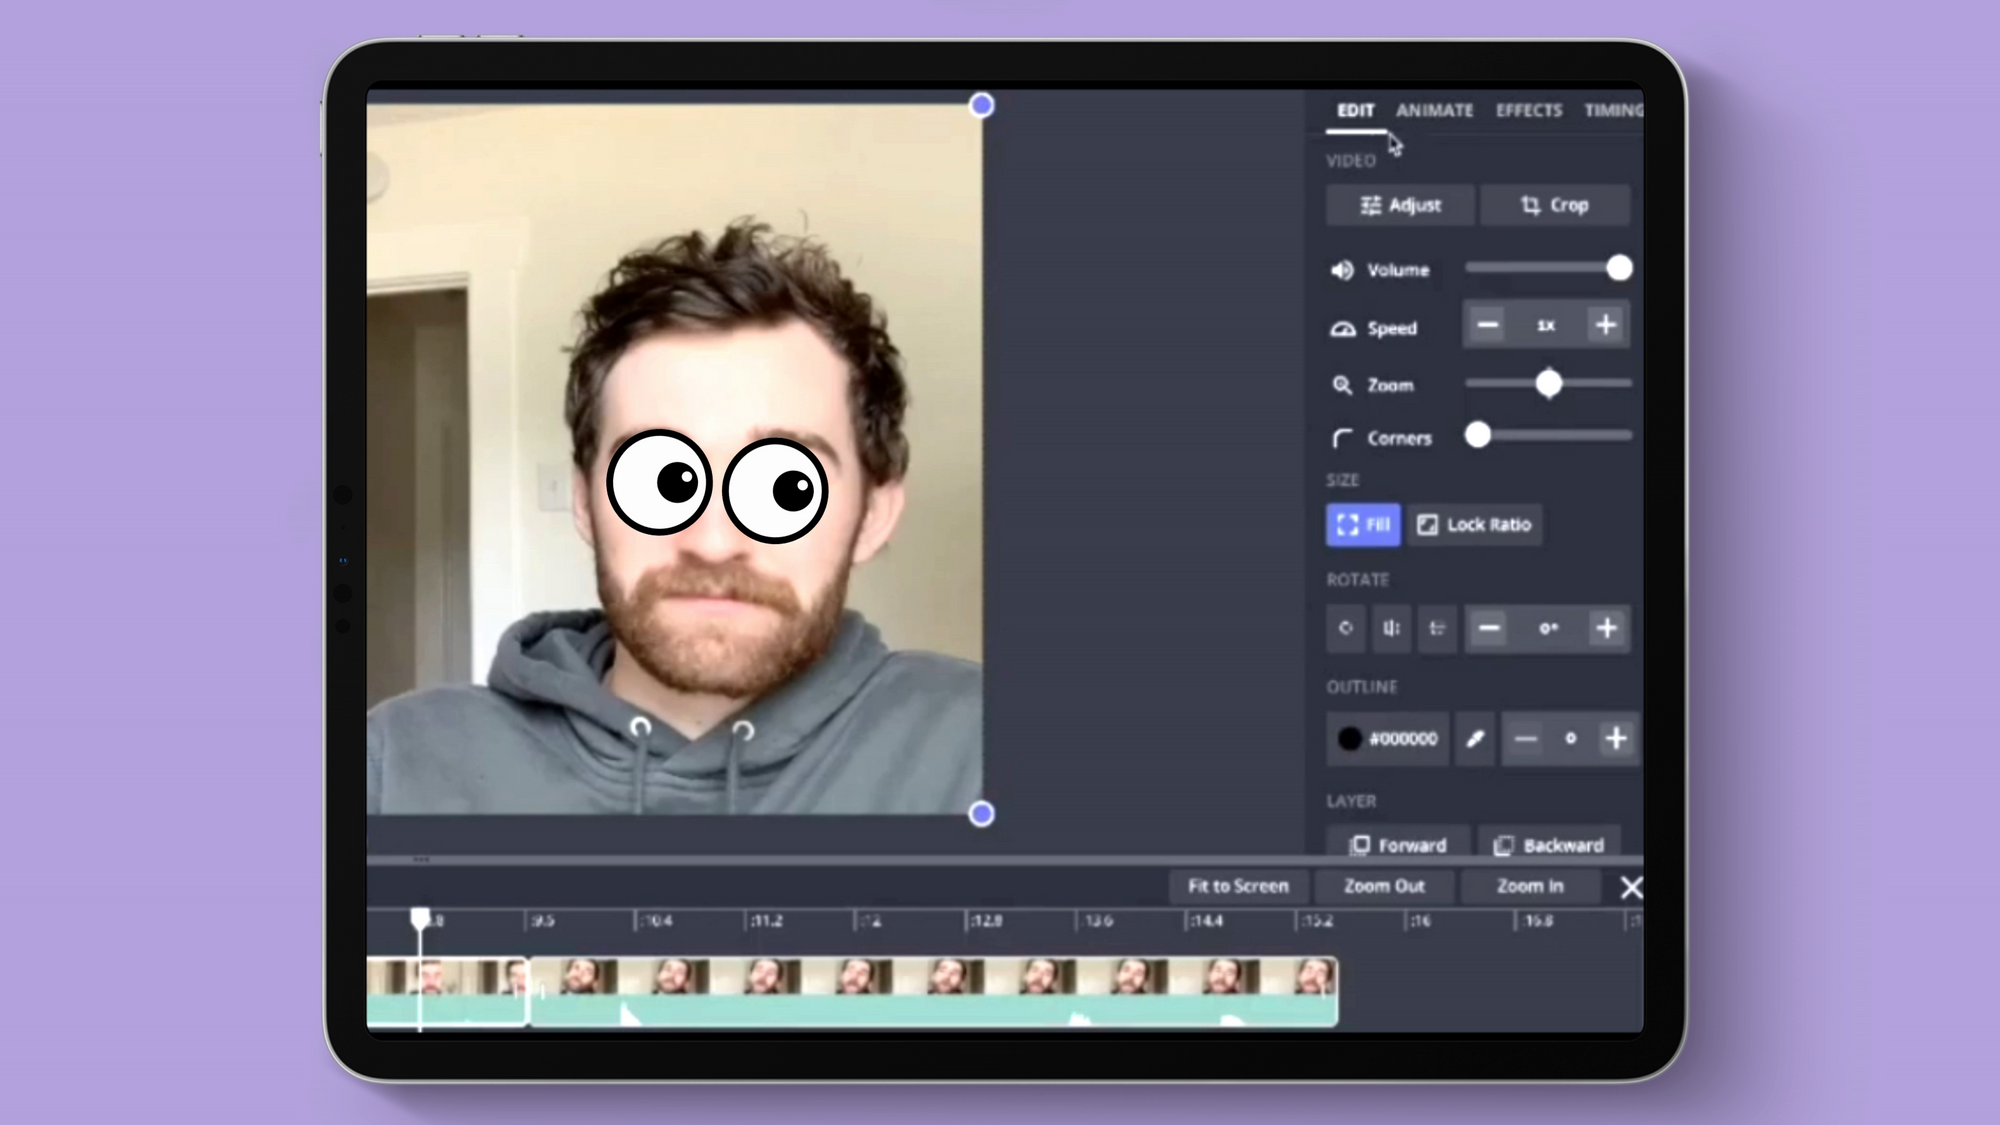 EDIT ANIMATE EFFECTS TIMING
VIDEO
Adjust Crop
Volume
Speed 1x
Zoom
Corners
SIZE
Fill Lock Ratio
ROTATE
0°
OUTLINE
#000000 0
LAYER
Forward Backward
Fit to Screen Zoom Out Zoom In
.8 :9.5 :10.4 :11.2 :12 :12.8 :13.6 :14.4 :15.2 :16 :16.8